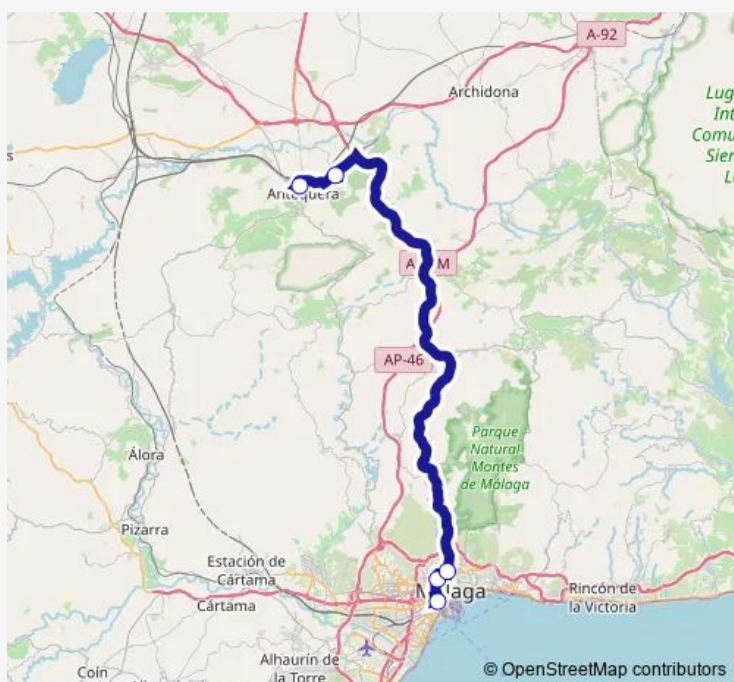 A-92
Archidona
Lug
Int
Comu
Sier
L
Antequera
A M
AP-46
Parque
Natural
Montes
de Málaga
Álora
Pizarra
Estación de
Cártama
Cártama
Málaga
Rincón de
la Victoria
Alhaurín de
la Torre
Coín
© OpenStreetMap contributors